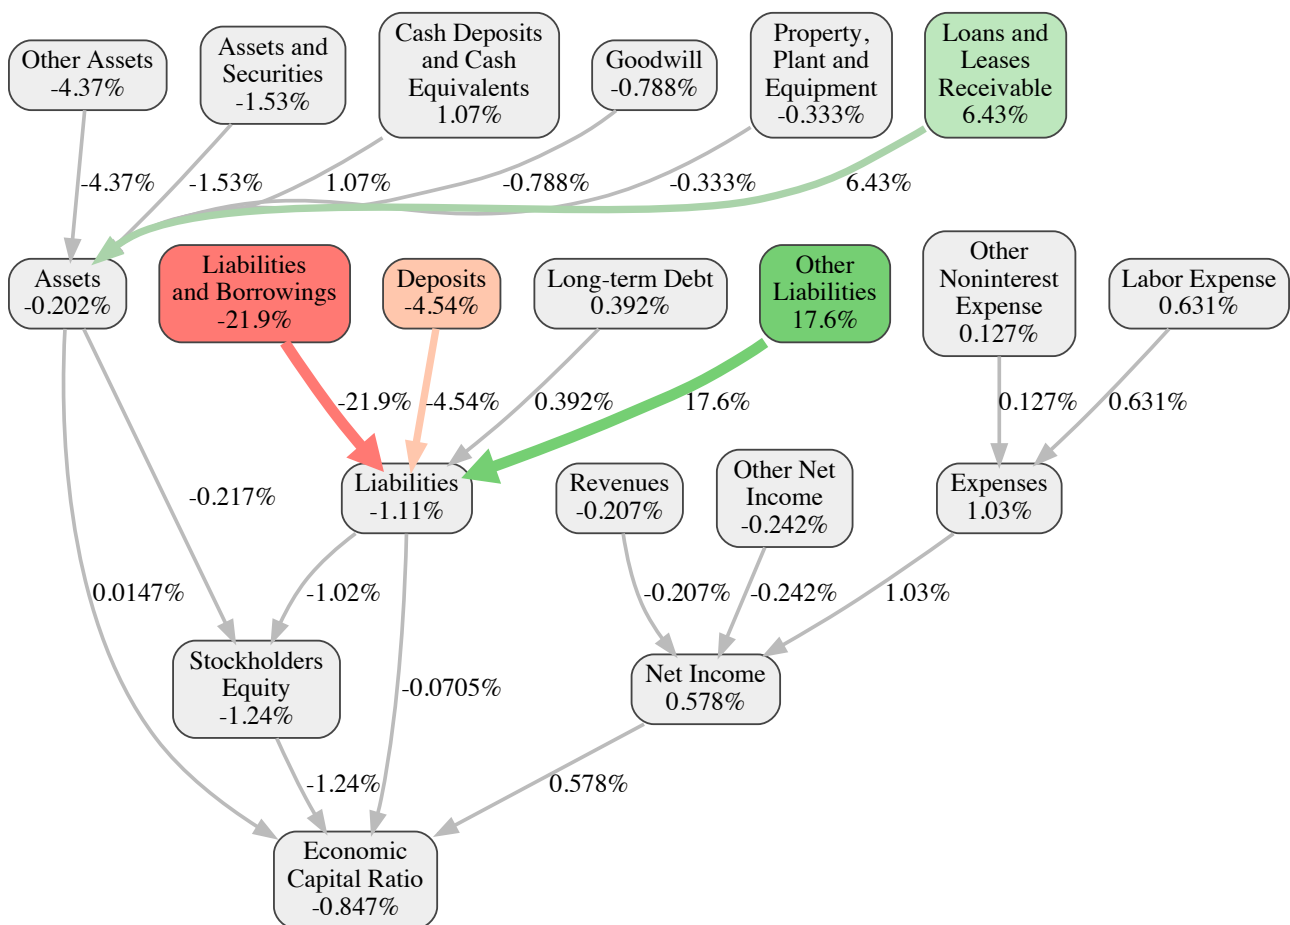 Other Assets
-4.37%
Assets and
Securities
-1.53%
Cash Deposits
and Cash
Equivalents
1.07%
Goodwill
-0.788%
Property,
Plant and
Equipment
-0.333%
Loans and
Leases
Receivable
6.43%
-4.37%
-1.53%
1.07%
-0.788%
-0.333%
6.43%
Assets
-0.202%
Liabilities
and Borrowings
-21.9%
Deposits
-4.54%
Long-term Debt
0.392%
Other
Liabilities
17.6%
Other
Noninterest
Expense
0.127%
Labor Expense
0.631%
-21.9%
-4.54%
0.392%
17.6%
0.127%
0.631%
-0.217%
Liabilities
-1.11%
Revenues
-0.207%
Other Net
Income
-0.242%
Expenses
1.03%
0.0147%
-1.02%
-0.207%
-0.242%
1.03%
Stockholders
Equity
-1.24%
-0.0705%
Net Income
0.578%
-1.24%
0.578%
Economic
Capital Ratio
-0.847%